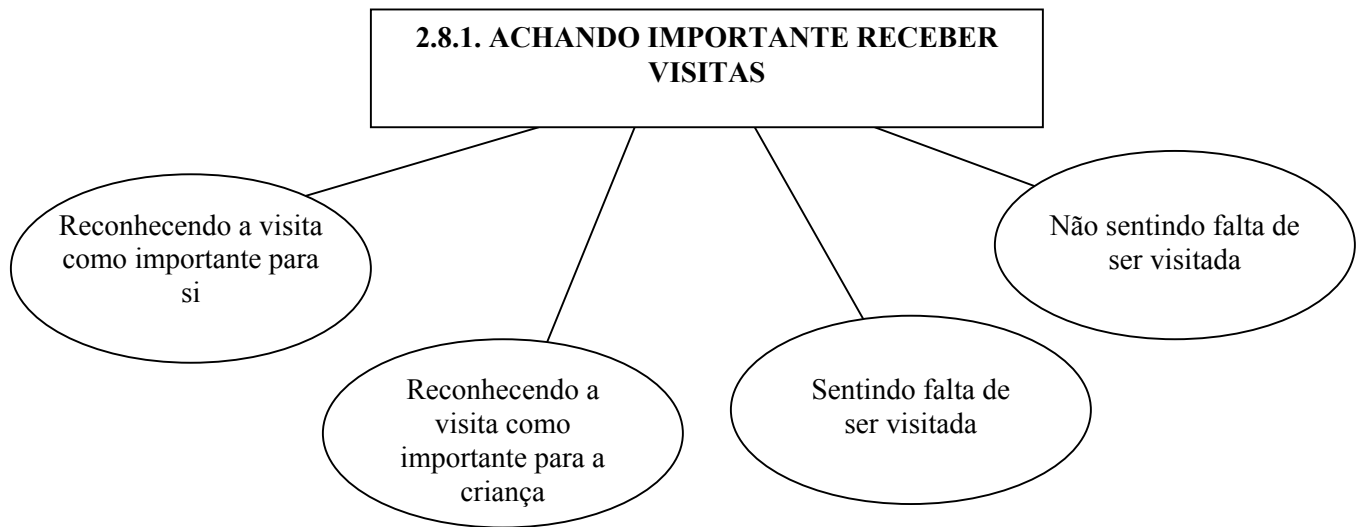 2.8.1. ACHANDO IMPORTANTE RECEBER
VISITAS
Reconhecendo a visita
como importante para
si
Reconhecendo a
visita como
importante para a
criança
Sentindo falta de
ser visitada
Não sentindo falta de
ser visitada